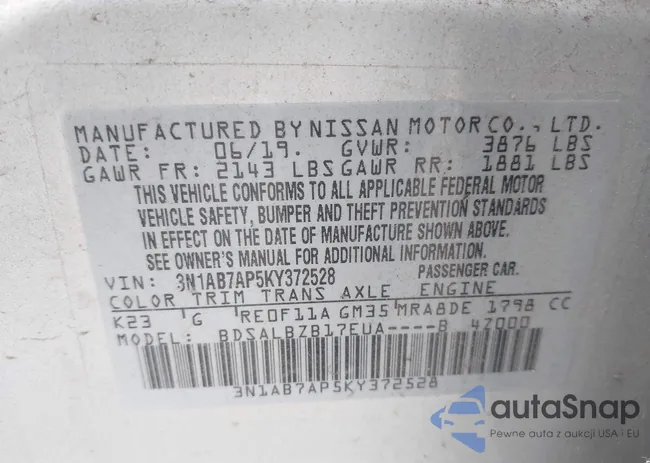 MANUFACTURED BY NISSAN MOTOR CO., LTD.
DATE: 06/19. GVWR: 3876 LBS
GAWR FR: 2143 LBS GAWR RR: 1881 LBS
THIS VEHICLE CONFORMS TO ALL APPLICABLE FEDERAL MOTOR
VEHICLE SAFETY, BUMPER AND THEFT PREVENTION STANDARDS
IN EFFECT ON THE DATE OF MANUFACTURE SHOWN ABOVE.
SEE OWNER'S MANUAL FOR ADDITIONAL INFORMATION.
VIN: 3N1AB7AP5KY372528 PASSENGER CAR.
COLOR TRIM TRANS AXLE ENGINE
K23 G RE0F11A GM35 MRA8DE 1798 CC
MODEL: BDSALBZB17EUA----B 4Z000
3N1AB7AP5KY372528
autaSnap
Pewne auta z aukcji USA i EU